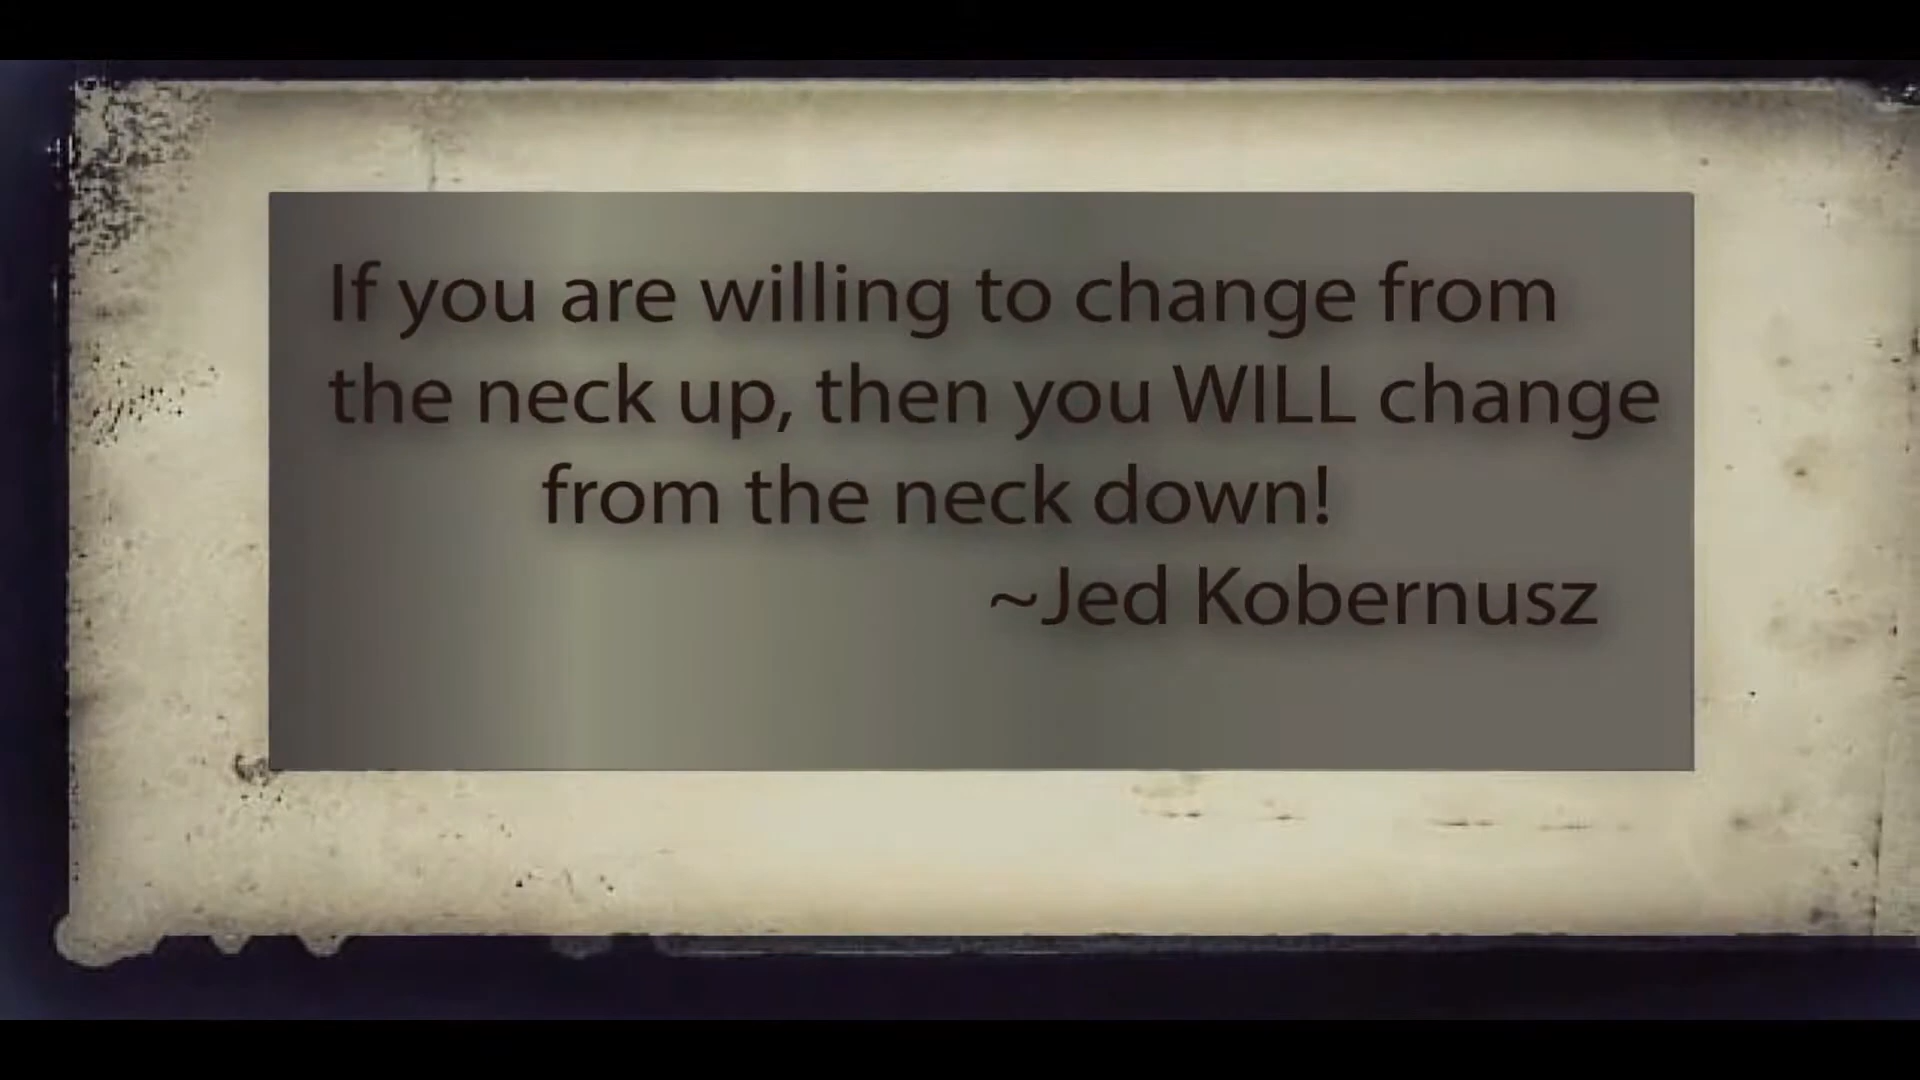 If you are willing to change from
the neck up, then you WILL change
from the neck down!
~Jed Kobernusz